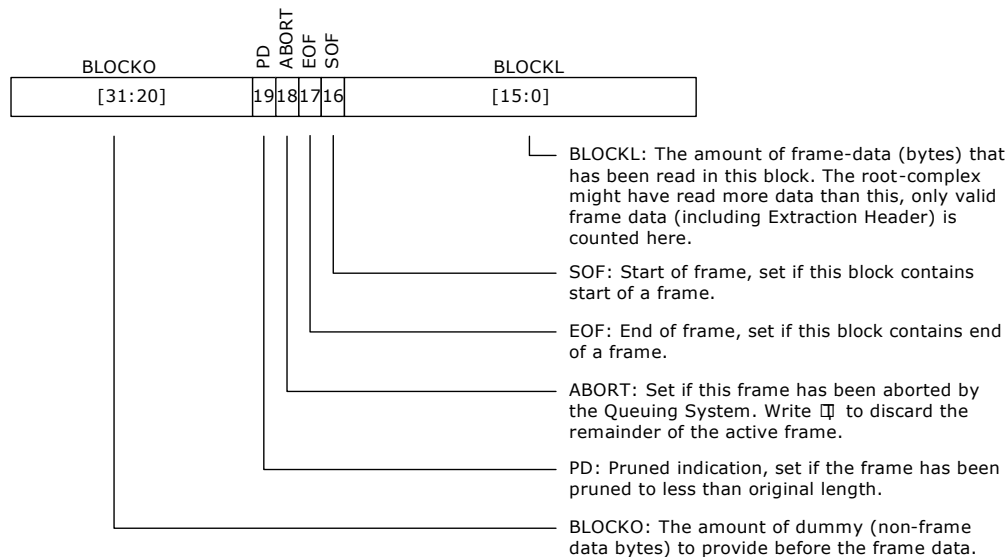 BLOCKO PD ABORT EOF SOF BLOCKL
[31:20] 19 18 17 16 [15:0]
BLOCKL: The amount of frame-data (bytes) that
has been read in this block. The root-complex
might have read more data than this, only valid
frame data (including Extraction Header) is
counted here.
SOF: Start of frame, set if this block contains
start of a frame.
EOF: End of frame, set if this block contains end
of a frame.
ABORT: Set if this frame has been aborted by
the Queuing System. Write to discard the
remainder of the active frame.
PD: Pruned indication, set if the frame has been
pruned to less than original length.
BLOCKO: The amount of dummy (non-frame
data bytes) to provide before the frame data.